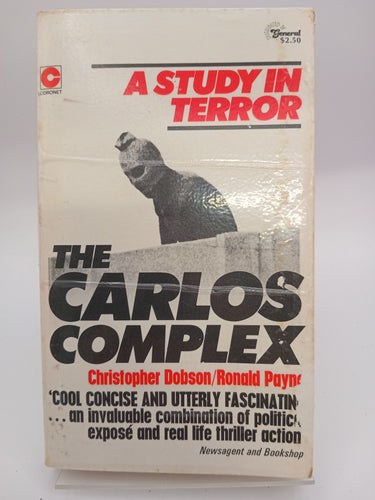 General
$2.50
C
CORONET
A STUDY IN
TERROR
THE
CARLOS
COMPLEX
Christopher Dobson/Ronald Payne
'COOL CONCISE AND UTTERLY FASCINATIN
... an invaluable combination of politic
exposé and real life thriller action
Newsagent and Bookshop